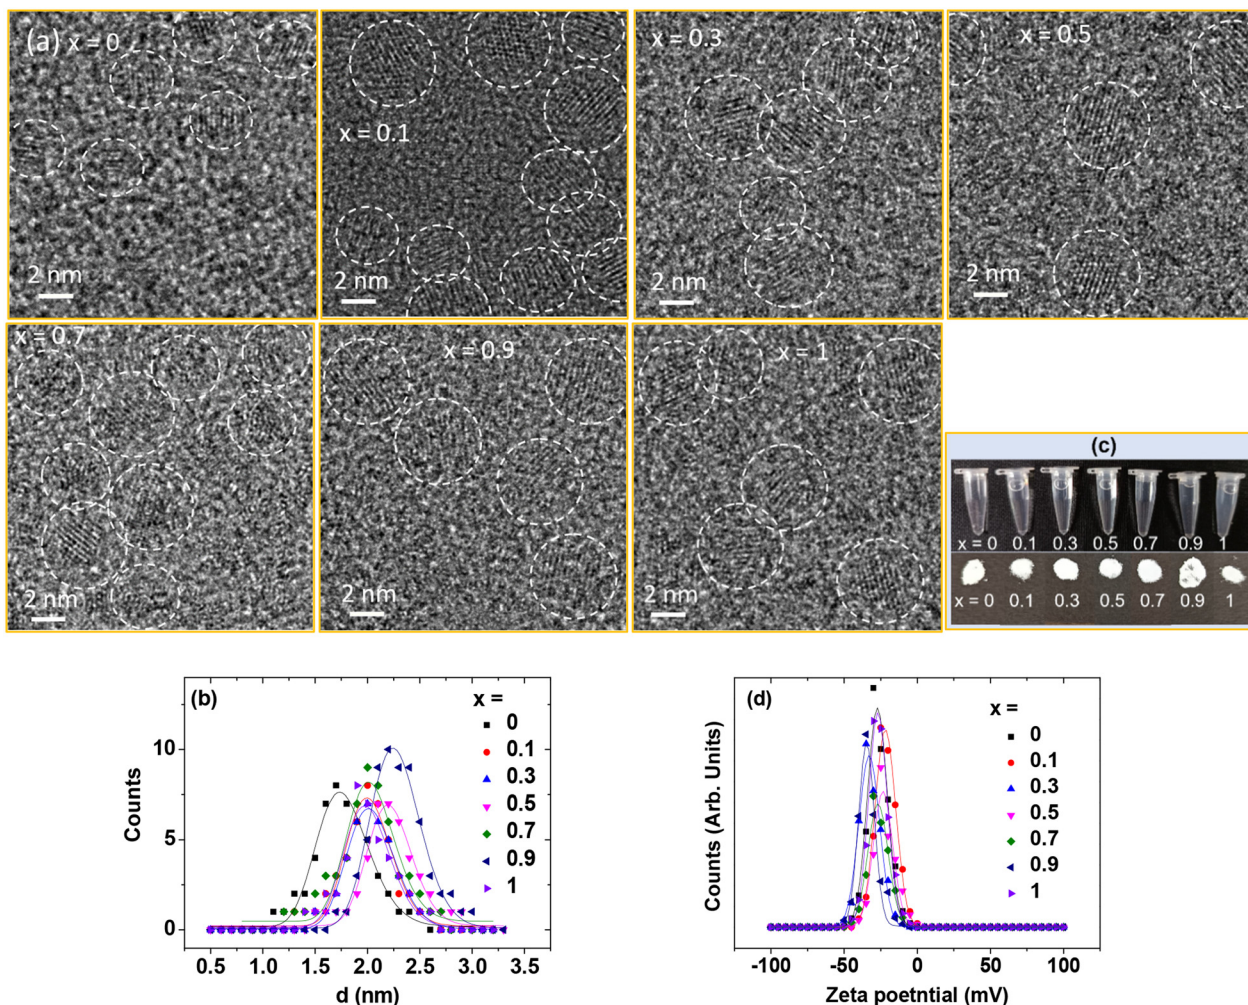 (a) x = 0
2 nm
x = 0.1
2 nm
x = 0.3
2 nm
x = 0.5
2 nm
x = 0.7
2 nm
x = 0.9
2 nm
x = 1
2 nm
(c)
x = 0 0.1 0.3 0.5 0.7 0.9 1
x = 0 0.1 0.3 0.5 0.7 0.9 1
(b)
x =
0
0.1
0.3
0.5
0.7
0.9
1
10
5
0
Counts
0.5 1.0 1.5 2.0 2.5 3.0 3.5
d (nm)
(d)
x =
0
0.1
0.3
0.5
0.7
0.9
1
Counts (Arb. Units)
-100 -50 0 50 100
Zeta poetntial (mV)